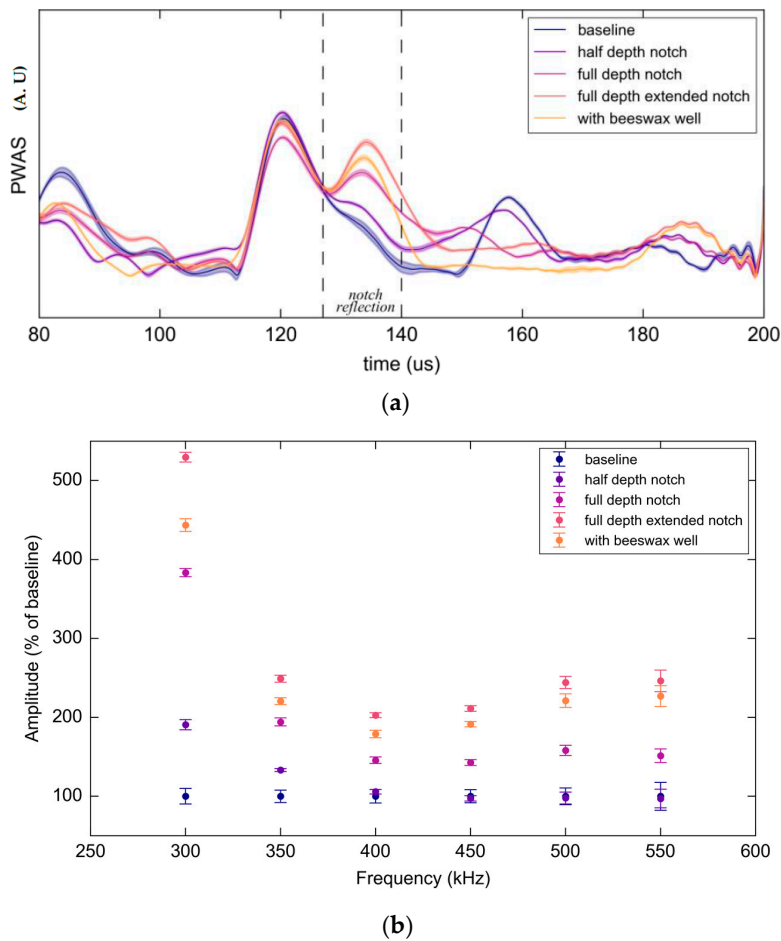 baseline
half depth notch
full depth notch
full depth extended notch
with beeswax well
PWAS (A. U)
notch
reflection
80 100 120 140 160 180 200
time (us)
(a)
500
400
300
200
100
Amplitude (% of baseline)
baseline
half depth notch
full depth notch
full depth extended notch
with beeswax well
250 300 350 400 450 500 550 600
Frequency (kHz)
(b)